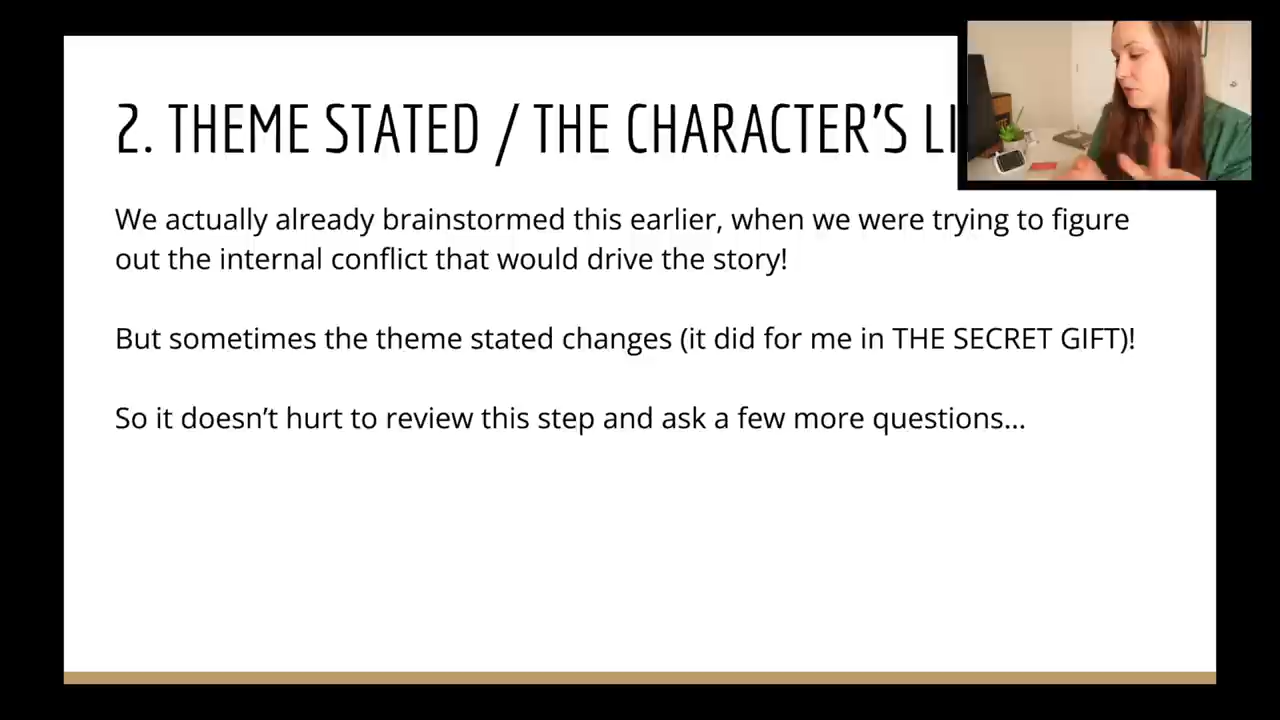 2. THEME STATED / THE CHARACTER'S
We actually already brainstormed this earlier, when we were trying to figure
out the internal conflict that would drive the story!
But sometimes the theme stated changes (it did for me in THE SECRET GIFT)!
So it doesn’t hurt to review this step and ask a few more questions...